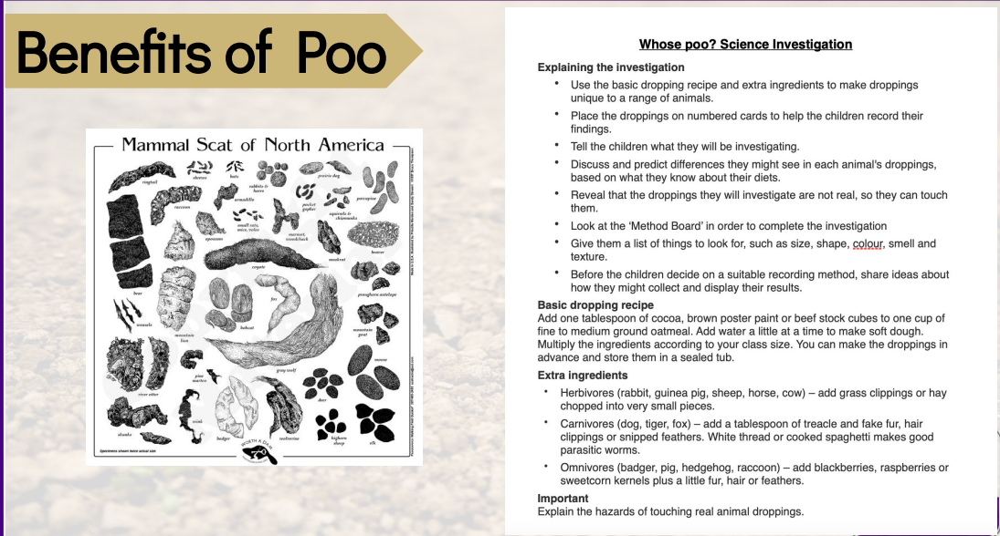 Benefits of Poo
Mammal Scat of North America
ringtail
shrews
bats
rabbits & hares
prairie dog
porcupine
raccoon
armadillo
pocket gopher
squirrels & chipmunks
opossum
small rats, mice, voles
marmot, woodchuck
muskrat
beaver
coyote
bear
pronghorn antelope
fox
weasels
bobcat
mountain lion
mountain goat
gray wolf
moose
pine marten
river otter
deer
skunks
mink
badger
wolverine
bighorn sheep
elk
WORTH A DAM
Specimens shown below actual size
Whose poo? Science Investigation
Explaining the investigation
• Use the basic dropping recipe and extra ingredients to make droppings
unique to a range of animals.
• Place the droppings on numbered cards to help the children record their
findings.
• Tell the children what they will be investigating.
• Discuss and predict differences they might see in each animal's droppings,
based on what they know about their diets.
• Reveal that the droppings they will investigate are not real, so they can touch
them.
• Look at the ‘Method Board’ in order to complete the investigation
• Give them a list of things to look for, such as size, shape, colour, smell and
texture.
• Before the children decide on a suitable recording method, share ideas about
how they might collect and display their results.
Basic dropping recipe
Add one tablespoon of cocoa, brown poster paint or beef stock cubes to one cup of
fine to medium ground oatmeal. Add water a little at a time to make soft dough.
Multiply the ingredients according to your class size. You can make the droppings in
advance and store them in a sealed tub.
Extra ingredients
• Herbivores (rabbit, guinea pig, sheep, horse, cow) – add grass clippings or hay
chopped into very small pieces.
• Carnivores (dog, tiger, fox) – add a tablespoon of treacle and fake fur, hair
clippings or snipped feathers. White thread or cooked spaghetti makes good
parasitic worms.
• Omnivores (badger, pig, hedgehog, raccoon) – add blackberries, raspberries or
sweetcorn kernels plus a little fur, hair or feathers.
Important
Explain the hazards of touching real animal droppings.